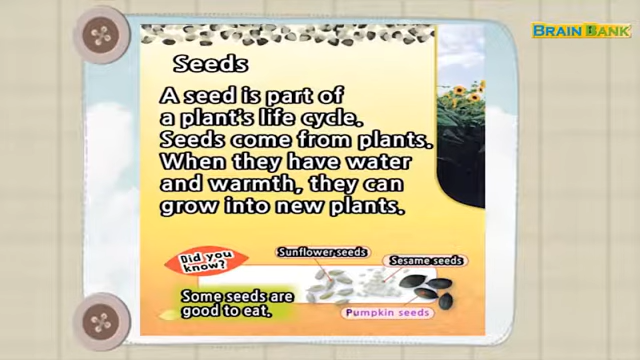 BRAIN BANK
Seeds
A seed is part of
a plant's life cycle.
Seeds come from plants.
When they have water
and warmth, they can
grow into new plants.
Did you
know?
Sunflower seeds
Sesame seeds
Some seeds are
good to eat.
Pumpkin seeds